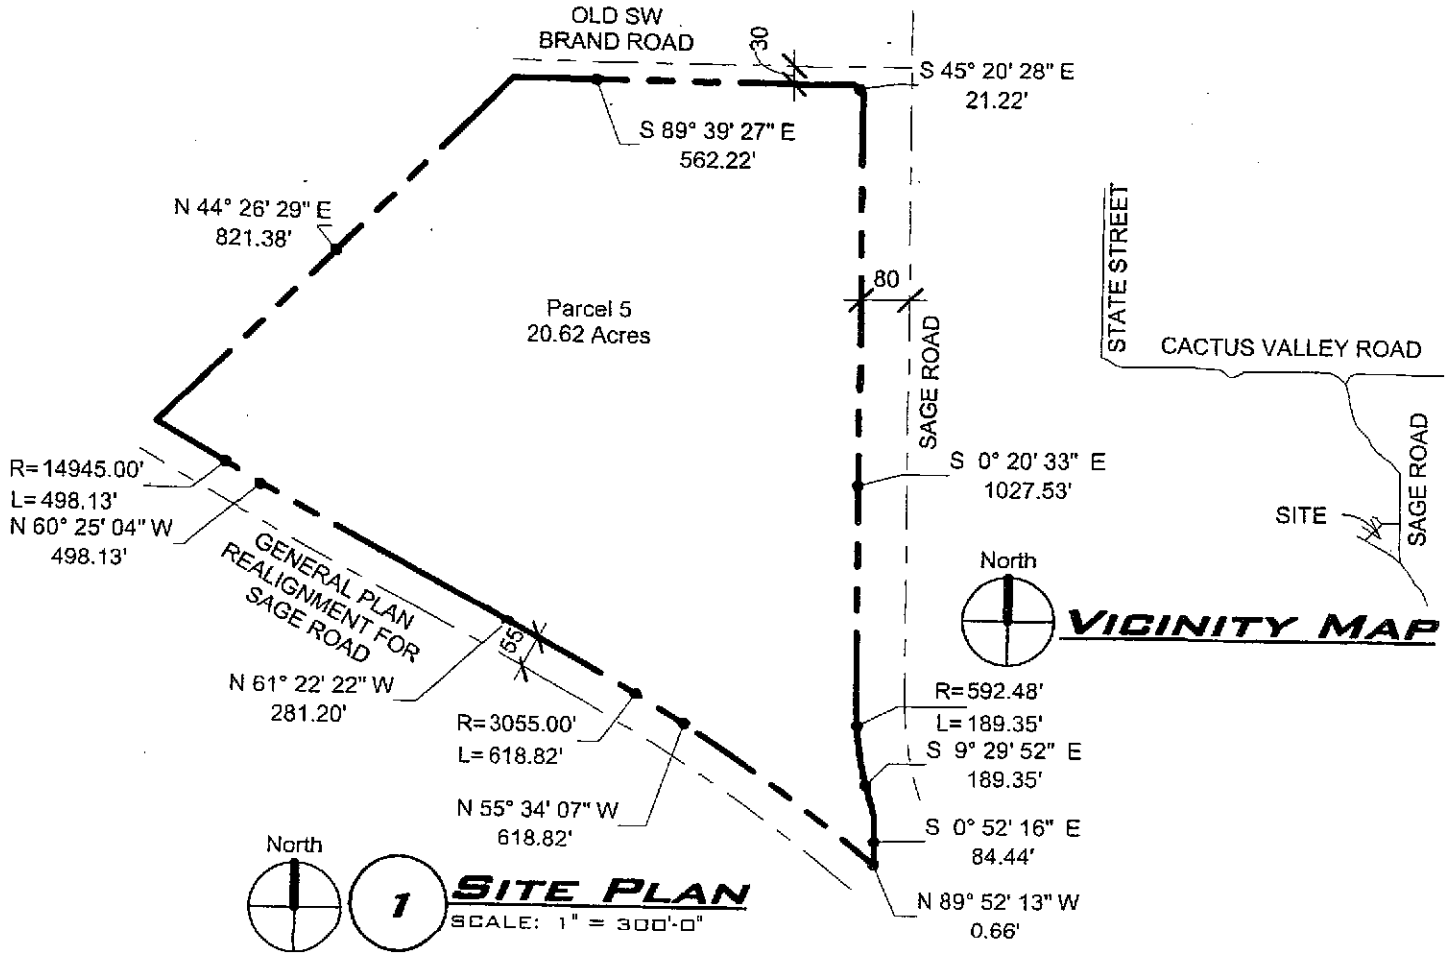 OLD SW
BRAND ROAD
30
S 45° 20' 28" E
21.22'
S 89° 39' 27" E
562.22'
N 44° 26' 29" E
821.38'
Parcel 5
20.62 Acres
80
SAGE ROAD
STATE STREET
CACTUS VALLEY ROAD
SAGE ROAD
SITE
North
VICINITY MAP
R=14945.00'
L=498.13'
N 60° 25' 04" W
498.13'
GENERAL PLAN
REALIGNMENT FOR
SAGE ROAD
55
S 0° 20' 33" E
1027.53'
N 61° 22' 22" W
281.20'
R=3055.00'
L=618.82'
N 55° 34' 07" W
618.82'
R=592.48'
L=189.35'
S 9° 29' 52" E
189.35'
S 0° 52' 16" E
84.44'
N 89° 52' 13" W
0.66'
North
1
SITE PLAN
SCALE: 1" = 300'-0"